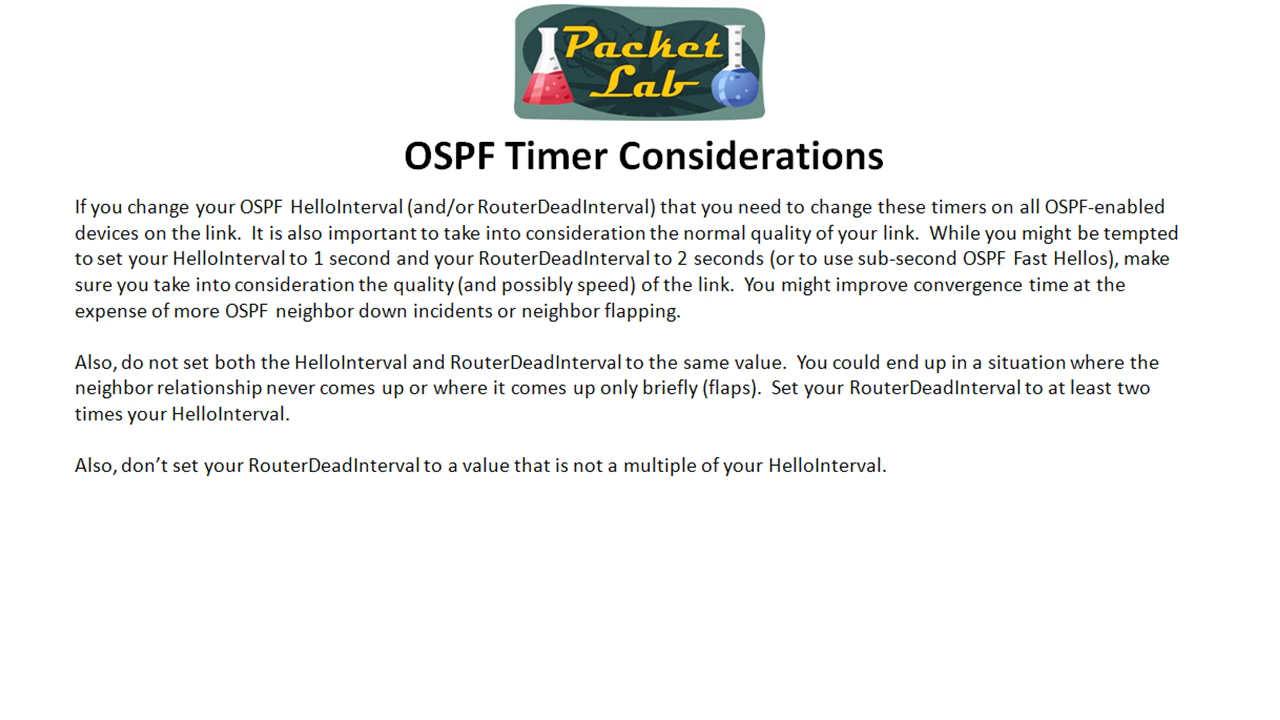 Packet
Lab
OSPF Timer Considerations
If you change your OSPF HelloInterval (and/or RouterDeadInterval) that you need to change these timers on all OSPF-enabled
devices on the link.  It is also important to take into consideration the normal quality of your link.  While you might be tempted
to set your HelloInterval to 1 second and your RouterDeadInterval to 2 seconds (or to use sub-second OSPF Fast Hellos), make
sure you take into consideration the quality (and possibly speed) of the link.  You might improve convergence time at the
expense of more OSPF neighbor down incidents or neighbor flapping.
Also, do not set both the HelloInterval and RouterDeadInterval to the same value.  You could end up in a situation where the
neighbor relationship never comes up or where it comes up only briefly (flaps).  Set your RouterDeadInterval to at least two
times your HelloInterval.
Also, don’t set your RouterDeadInterval to a value that is not a multiple of your HelloInterval.